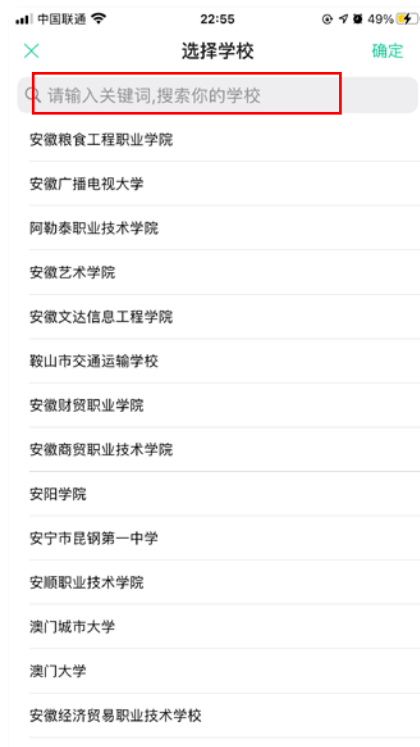 中国联通 22:55 49%
选择学校 确定
请输入关键词,搜索你的学校
安徽粮食工程职业学院
安徽广播电视大学
阿勒泰职业技术学院
安徽艺术学院
安徽文达信息工程学院
鞍山市交通运输学校
安徽财贸职业学院
安徽商贸职业技术学院
安阳学院
安宁市昆钢第一中学
安顺职业技术学院
澳门城市大学
澳门大学
安徽经济贸易职业技术学校